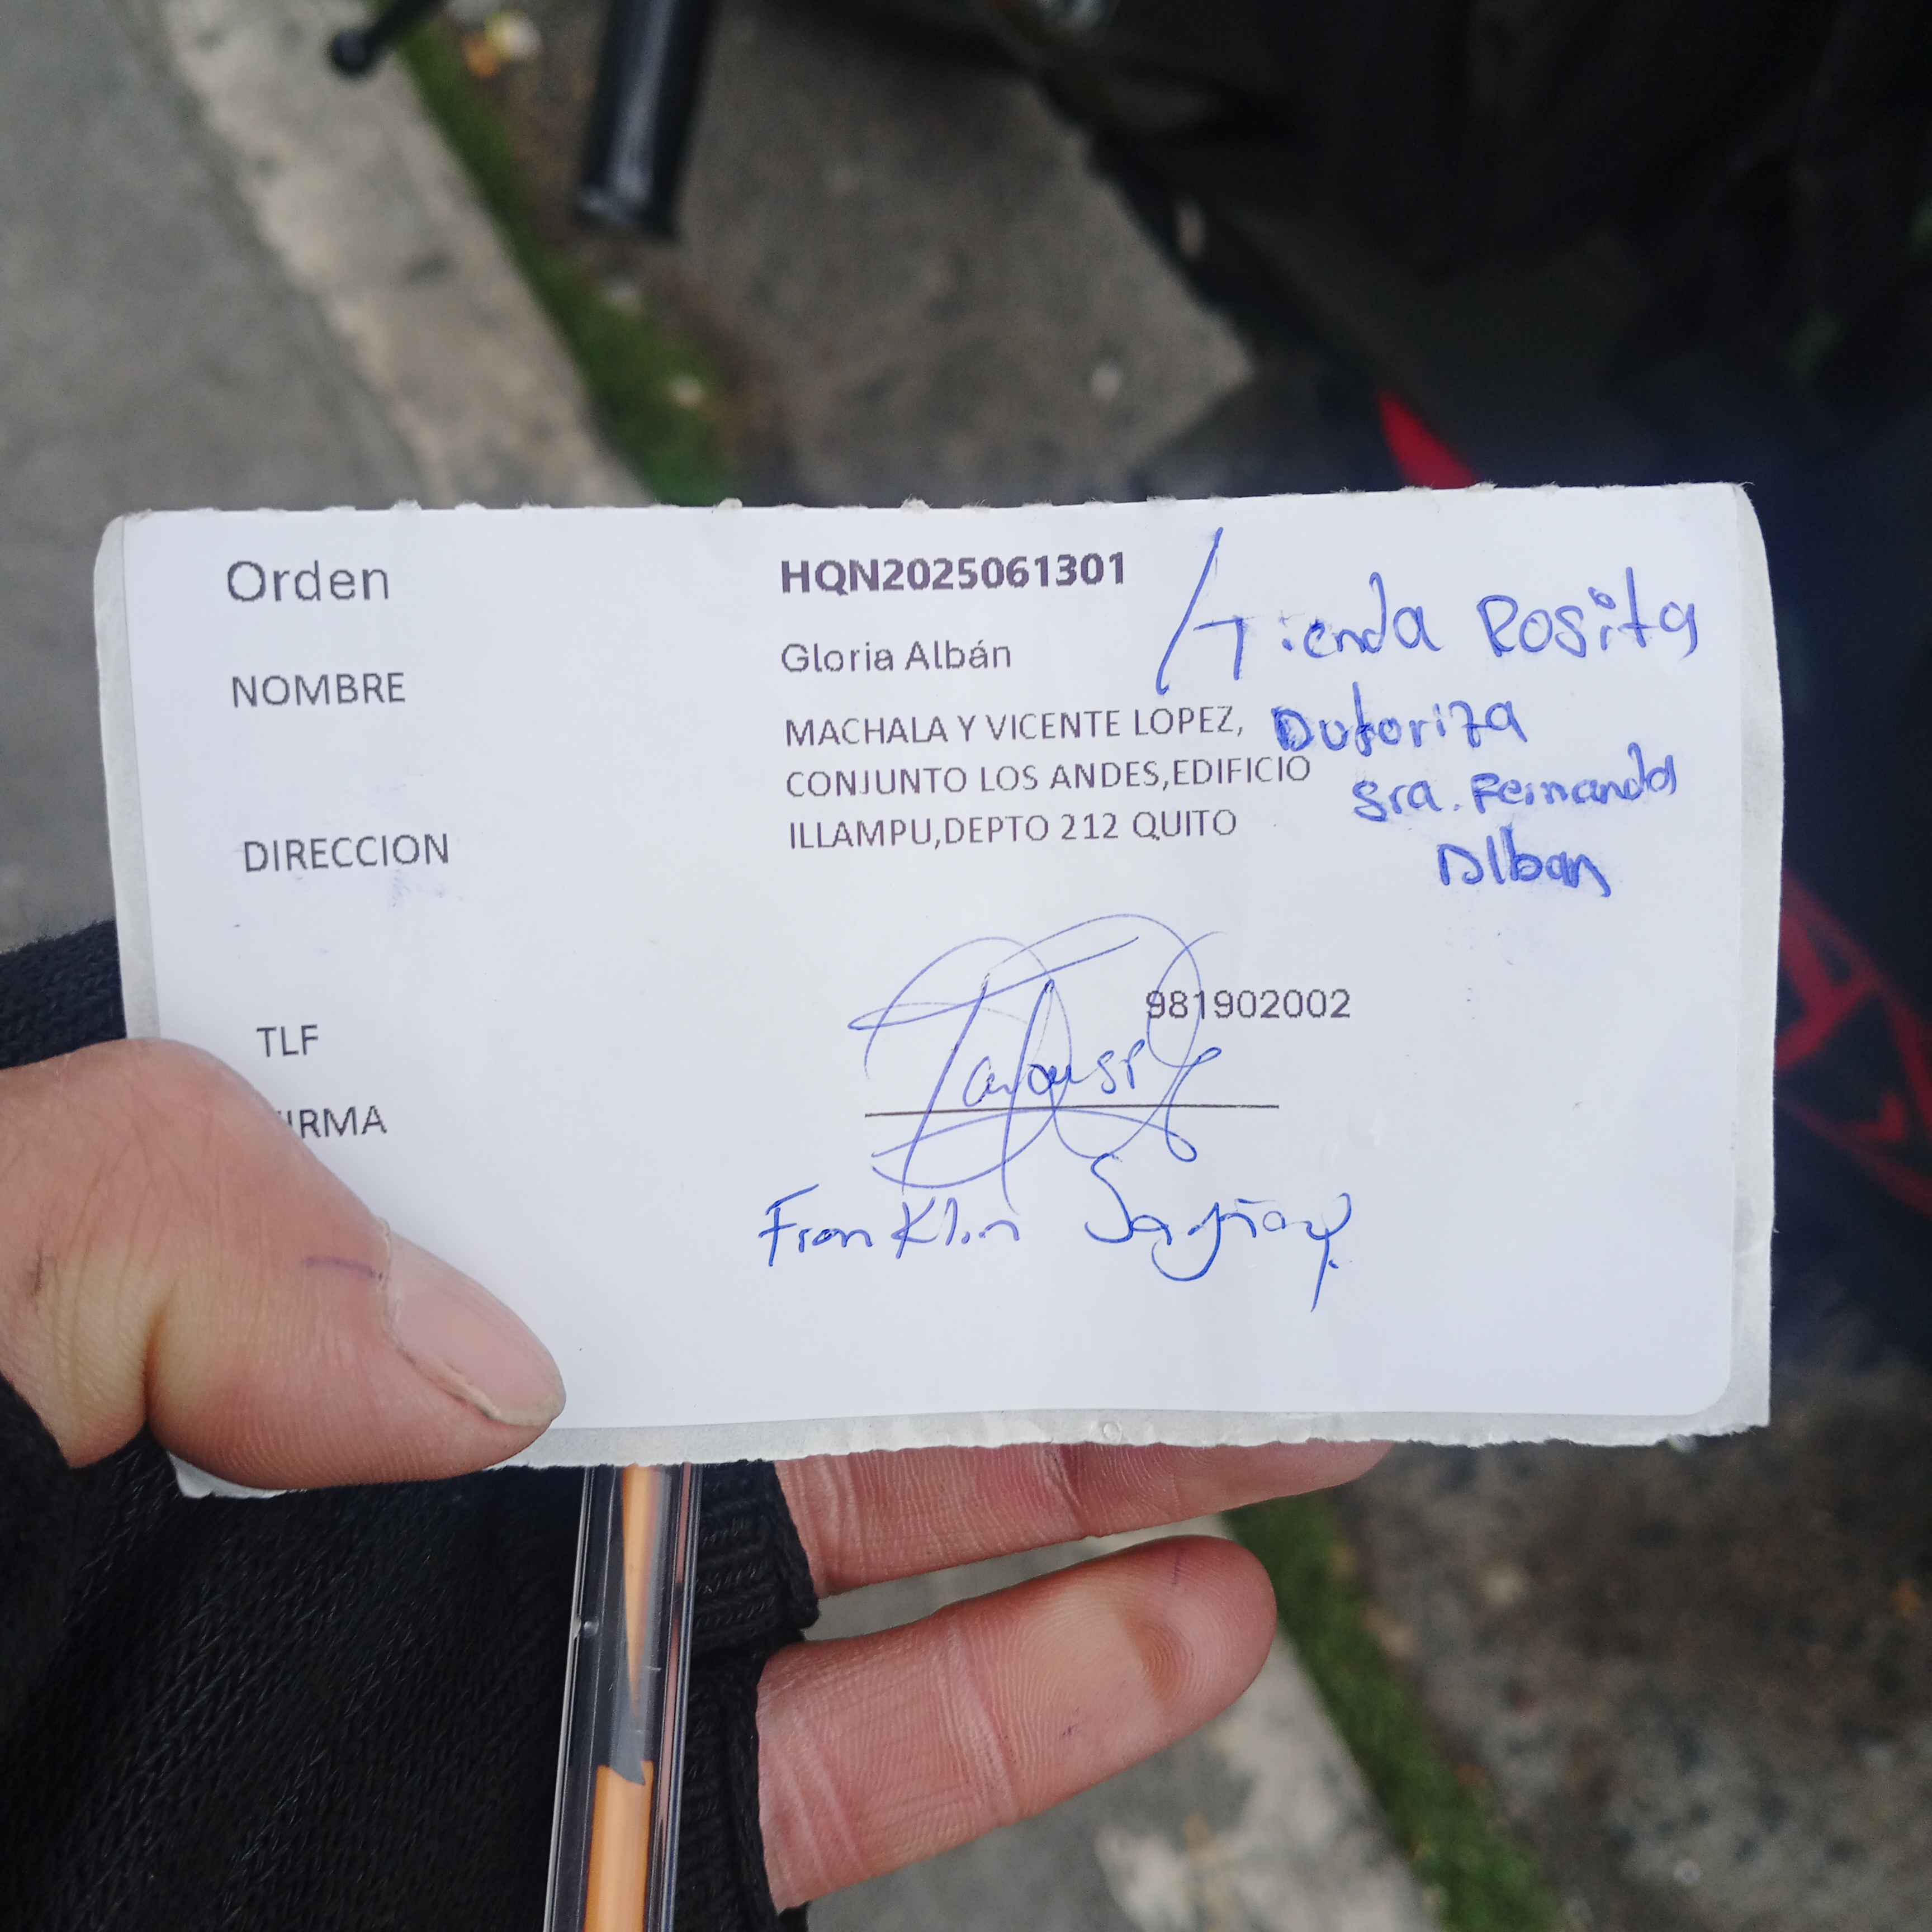 Orden HQN2025061301
/Tienda Rosita
NOMBRE Gloria Albán
DIRECCION MACHALA Y VICENTE LOPEZ,
CONJUNTO LOS ANDES,EDIFICIO
ILLAMPU,DEPTO 212 QUITO
Autoriza
Sra. Fernanda
Alban
TLF 981902002
IRMA
Franklin Sagñay